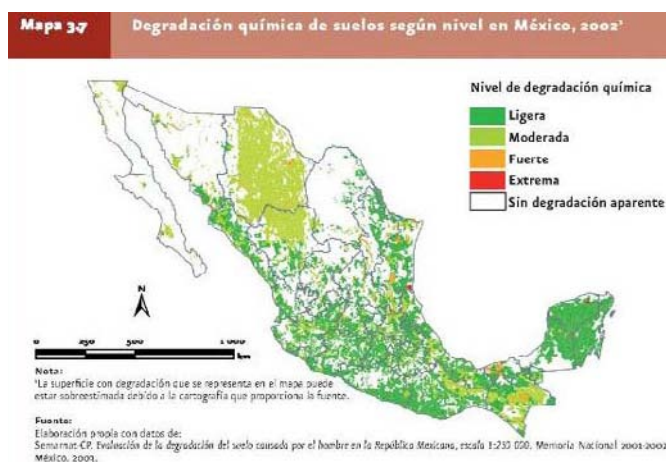 Mapa 3.7
Degradación química de suelos según nivel en México, 2002¹
Nivel de degradación química
Ligera
Moderada
Fuerte
Extrema
Sin degradación aparente
N
0 250 500 1 000
km
Nota:
¹La superficie con degradación que se representa en el mapa puede
estar sobreestimada debido a la cartografía que proporciona la fuente.
Fuente:
Elaboración propia con datos de:
Semarnat-CP. Evaluación de la degradación del suelo causada por el hombre en la República Mexicana, escala 1:250 000. Memoria Nacional 2001-2002.
México. 2003.